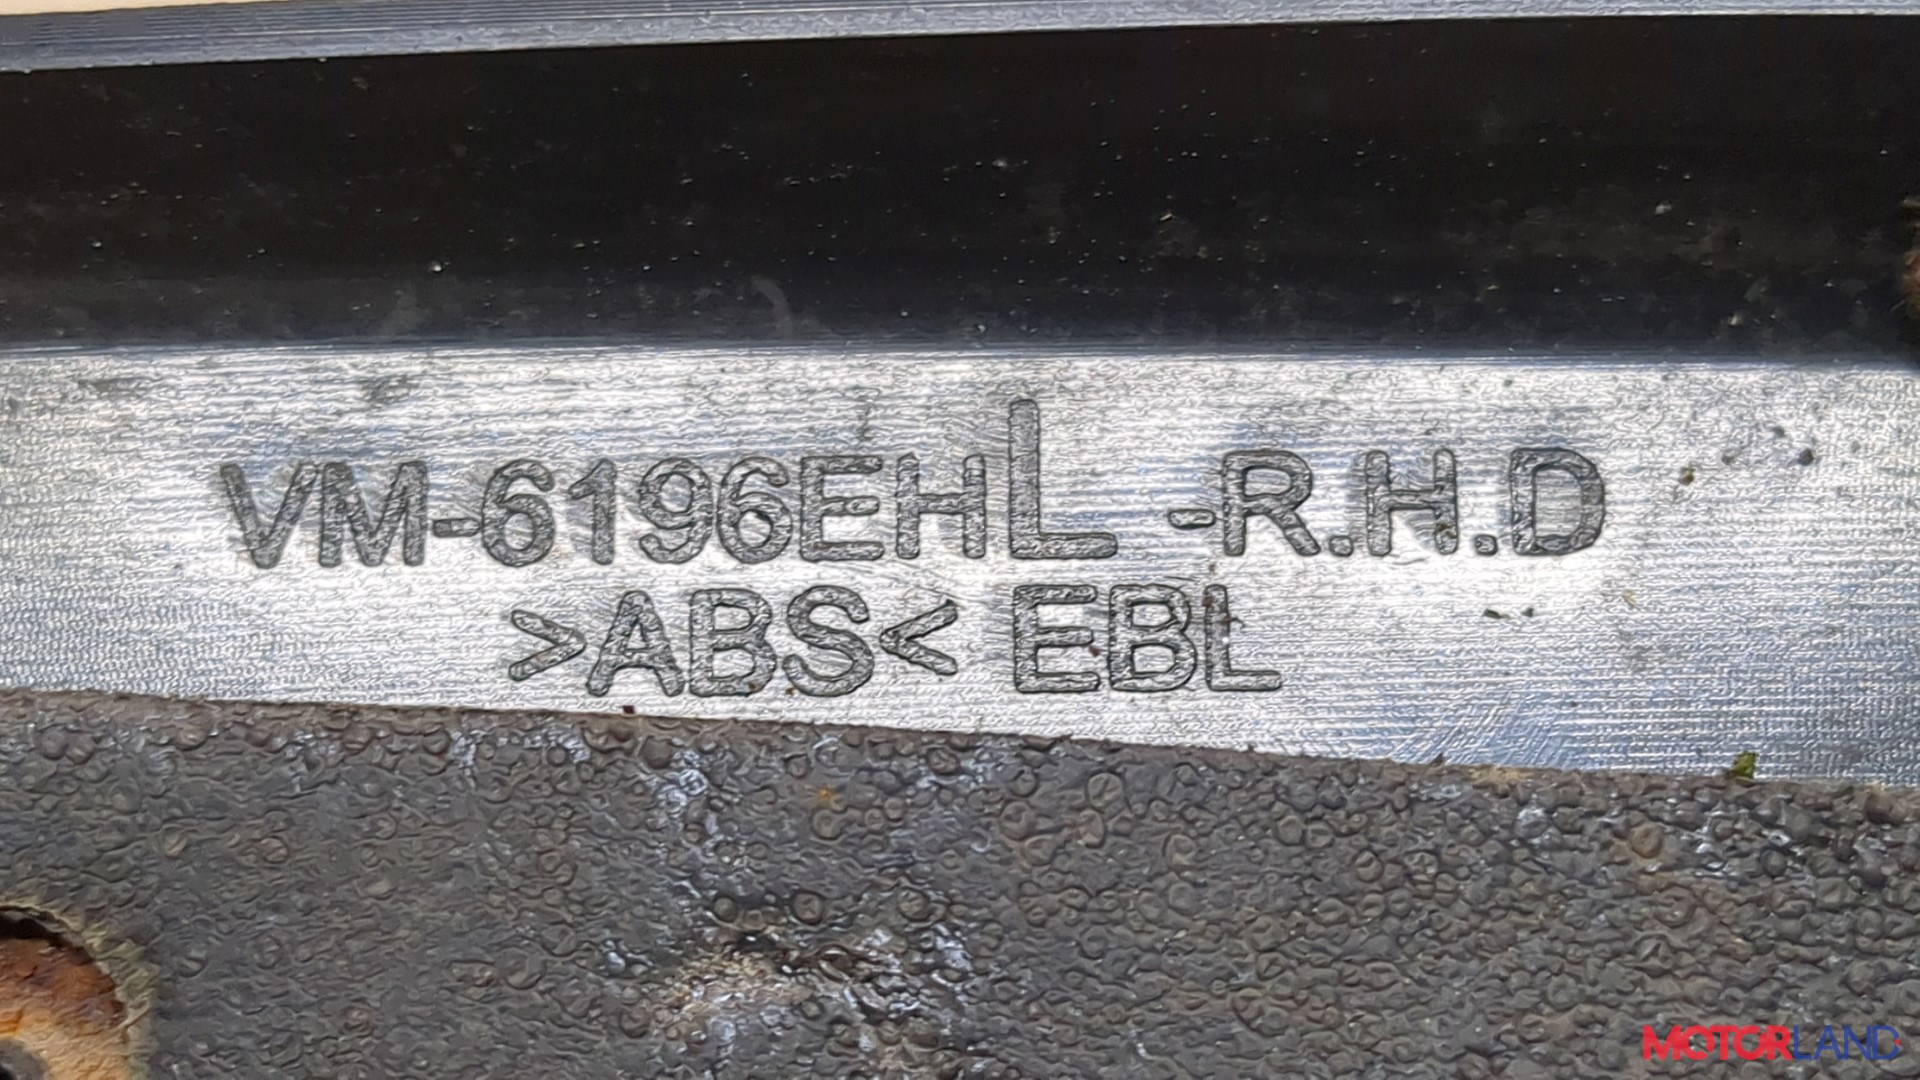 VM-6196EHL -R.H.D
>ABS< EBL
MOTORLAND